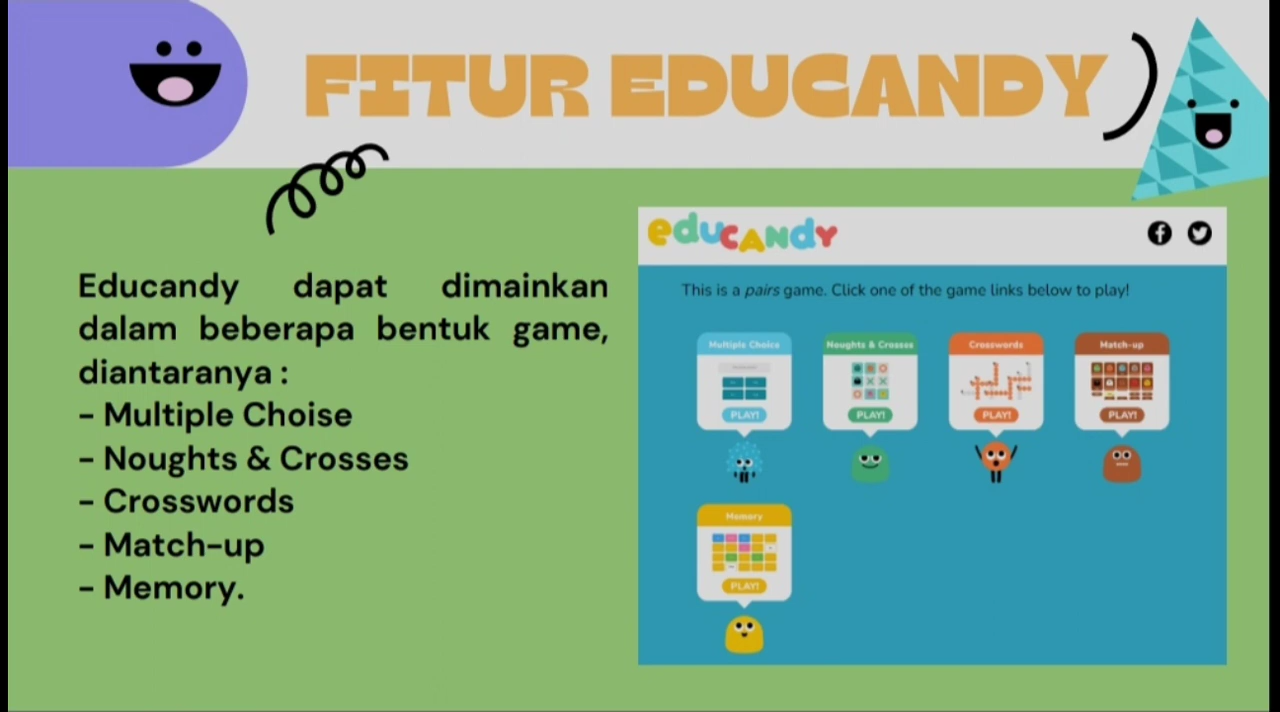 FITUR EDUCANDY
Educandy dapat dimainkan
dalam beberapa bentuk game,
diantaranya :
- Multiple Choise
- Noughts & Crosses
- Crosswords
- Match-up
- Memory.
educandy
This is a pairs game. Click one of the game links below to play!
Multiple Choice
Noughts & Crosses
Crosswords
Match-up
PLAY!
PLAY!
PLAY!
PLAY!
Memory
PLAY!